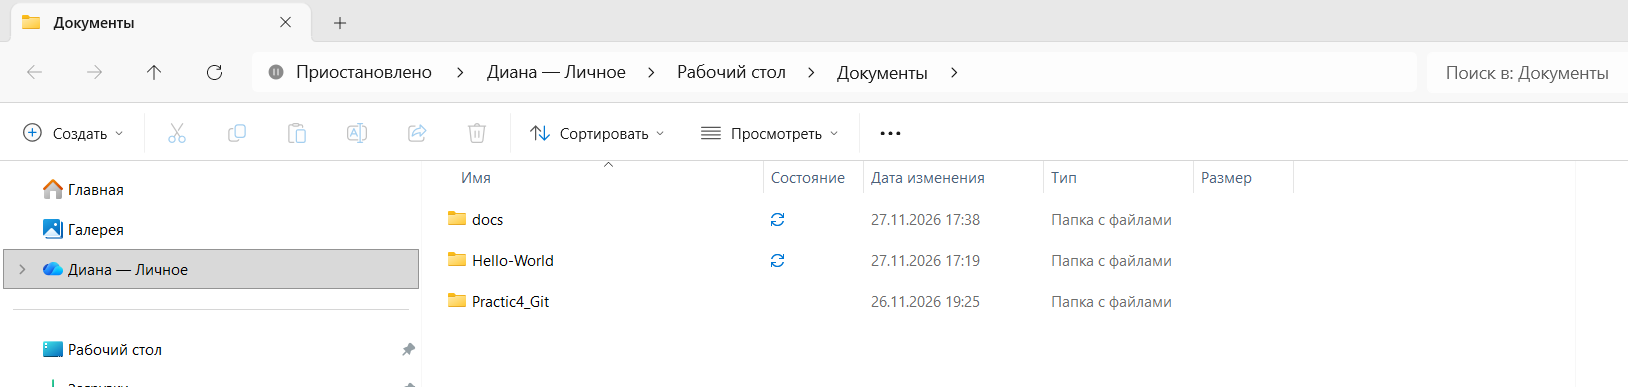 Документы
Приостановлено > Диана — Личное > Рабочий стол > Документы >
Поиск в: Документы
Создать
Сортировать
Просмотреть
Главная
Галерея
Диана — Личное
Рабочий стол
Имя Состояние Дата изменения Тип Размер
docs 27.11.2026 17:38 Папка с файлами
Hello-World 27.11.2026 17:19 Папка с файлами
Practic4_Git 26.11.2026 19:25 Папка с файлами